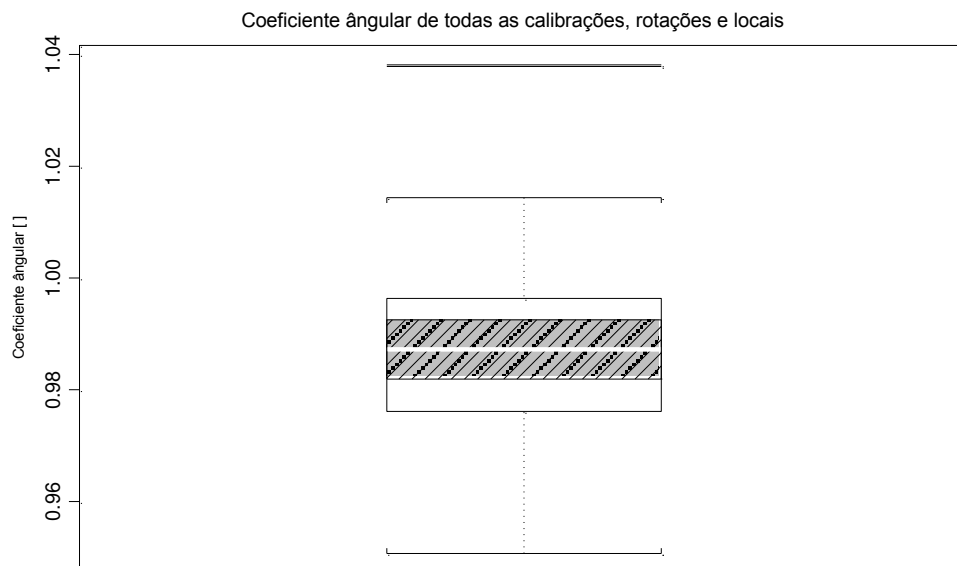 Coeficiente ângular de todas as calibrações, rotações e locais
1.04
1.02
1.00
0.98
0.96
Coeficiente ângular [ ]